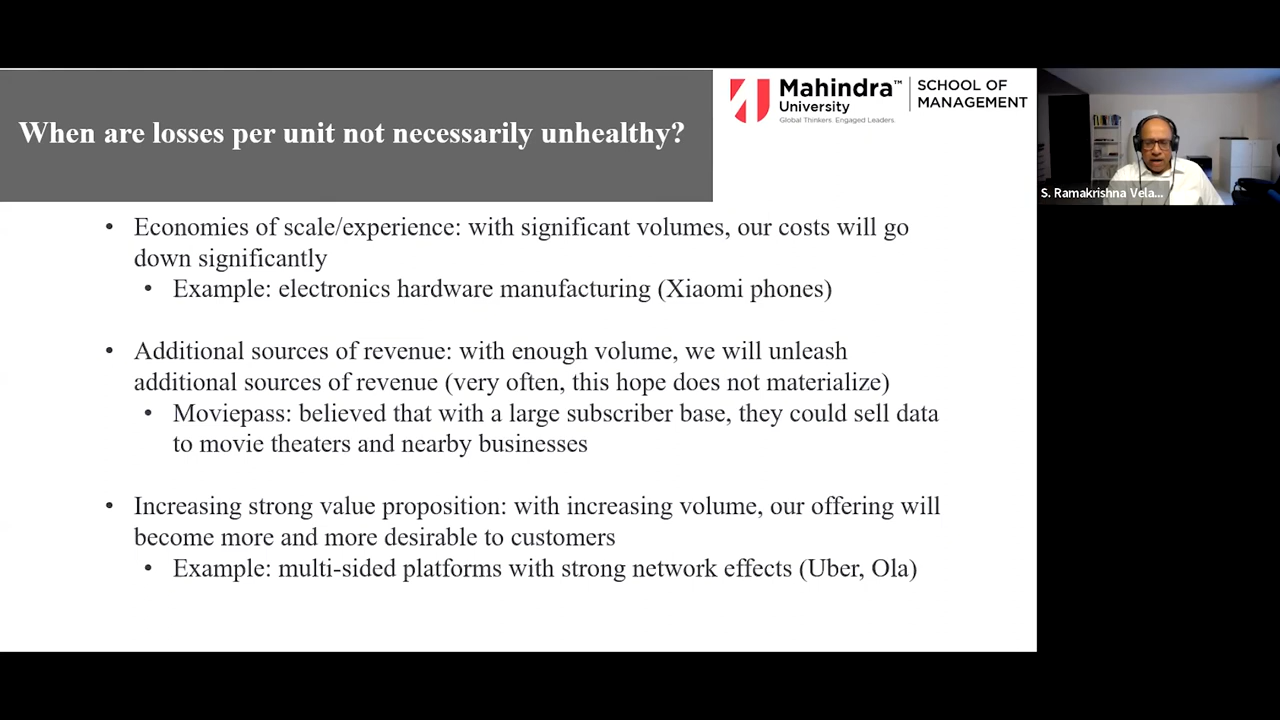 When are losses per unit not necessarily unhealthy?
Mahindra™
University
Global Thinkers. Engaged Leaders.
SCHOOL OF
MANAGEMENT
S. Ramakrishna Vela...
• Economies of scale/experience: with significant volumes, our costs will go
down significantly
• Example: electronics hardware manufacturing (Xiaomi phones)
• Additional sources of revenue: with enough volume, we will unleash
additional sources of revenue (very often, this hope does not materialize)
• Moviepass: believed that with a large subscriber base, they could sell data
to movie theaters and nearby businesses
• Increasing strong value proposition: with increasing volume, our offering will
become more and more desirable to customers
• Example: multi-sided platforms with strong network effects (Uber, Ola)